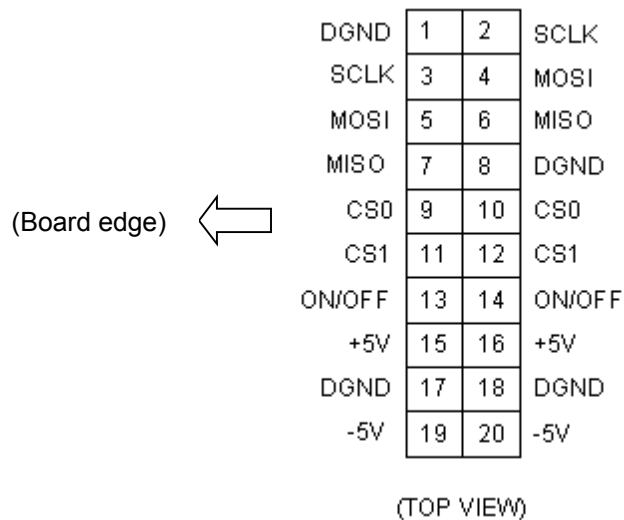 DGND 1 2 SCLK
SCLK 3 4 MOSI
MOSI 5 6 MISO
MISO 7 8 DGND
(Board edge) CS0 9 10 CS0
CS1 11 12 CS1
ON/OFF 13 14 ON/OFF
+5V 15 16 +5V
DGND 17 18 DGND
-5V 19 20 -5V
(TOP VIEW)